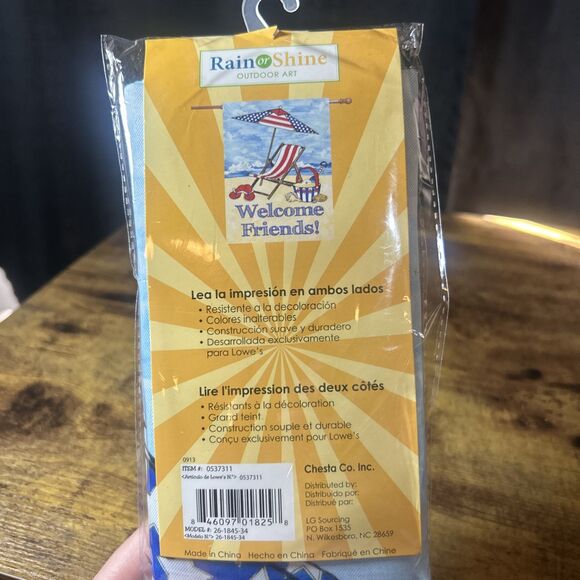 Rain or Shine
OUTDOOR ART
Welcome
Friends!
Lea la impresión en ambos lados
• Resistente a la decoloración
• Colores inalterables
• Construcción suave y duradero
• Desarrollada exclusivamente
para Lowe's
Lire l'impression des deux côtés
• Résistants à la décoloration
• Grand teint.
• Construction souple et durable
• Conçu exclusivement pour Lowe's
0913
ITEM #: 0537311
<Artículo de Lowe's N.°> 0537311
8 46097 01825 8
MODEL #: 26-1845-34
<Modelo N.°> 26-1845-34
Chesta Co. Inc.
Distributed by:
Distribuido por:
Distribué par:
LG Sourcing
PO Box 1535
N. Wilkesboro, NC 28659
Made in China Hecho en China Fabriqué en Chine